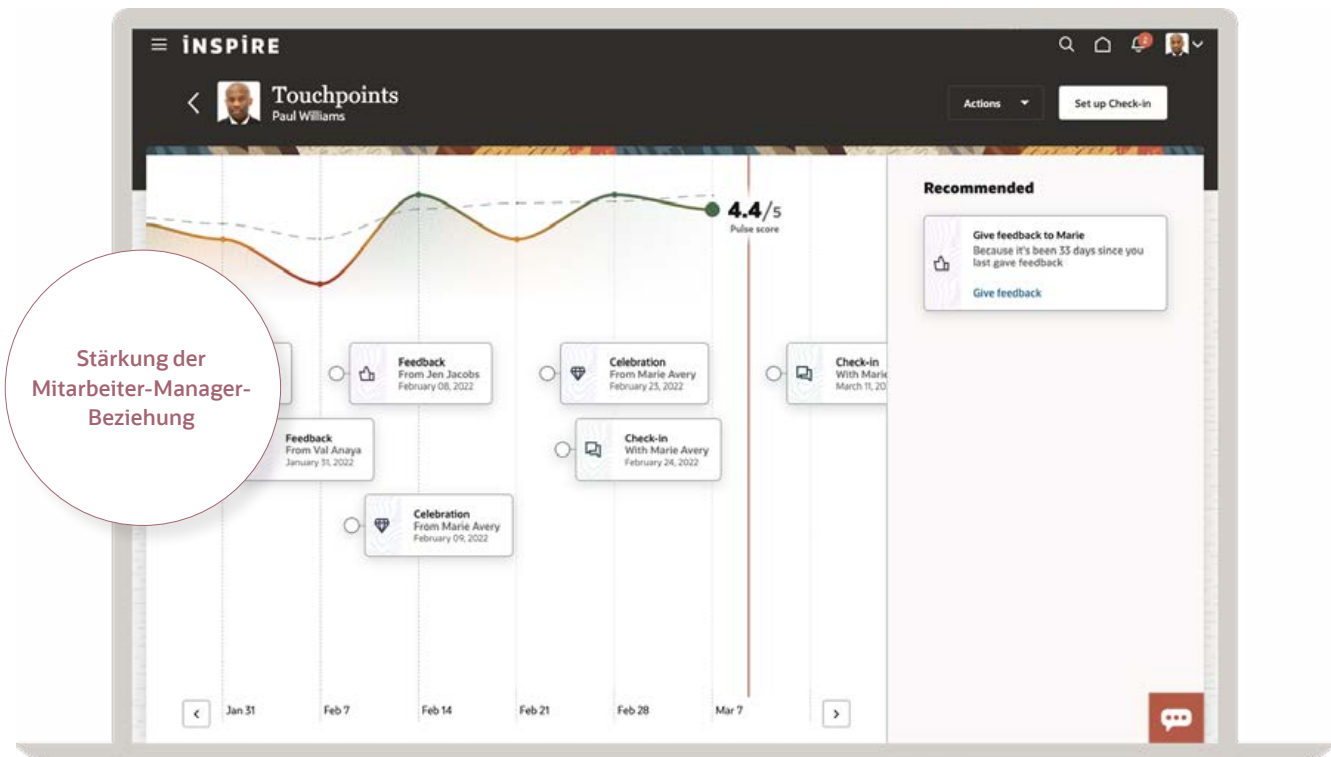 iNSPiRE
2
Touchpoints
Paul Williams
Actions
Set up Check-in
4.4/5
Pulse score
Recommended
Give feedback to Marie
Because it's been 33 days since you
last gave feedback
Give feedback
Stärkung der
Mitarbeiter-Manager-
Beziehung
Feedback
From Jen Jacobs
February 08, 2022
Celebration
From Marie Avery
February 23, 2022
Check-in
With Marie
March 11, 20
Feedback
From Val Anaya
January 31, 2022
Check-in
With Marie Avery
February 24, 2022
Celebration
From Marie Avery
February 09, 2022
Jan 31
Feb 7
Feb 14
Feb 21
Feb 28
Mar 7